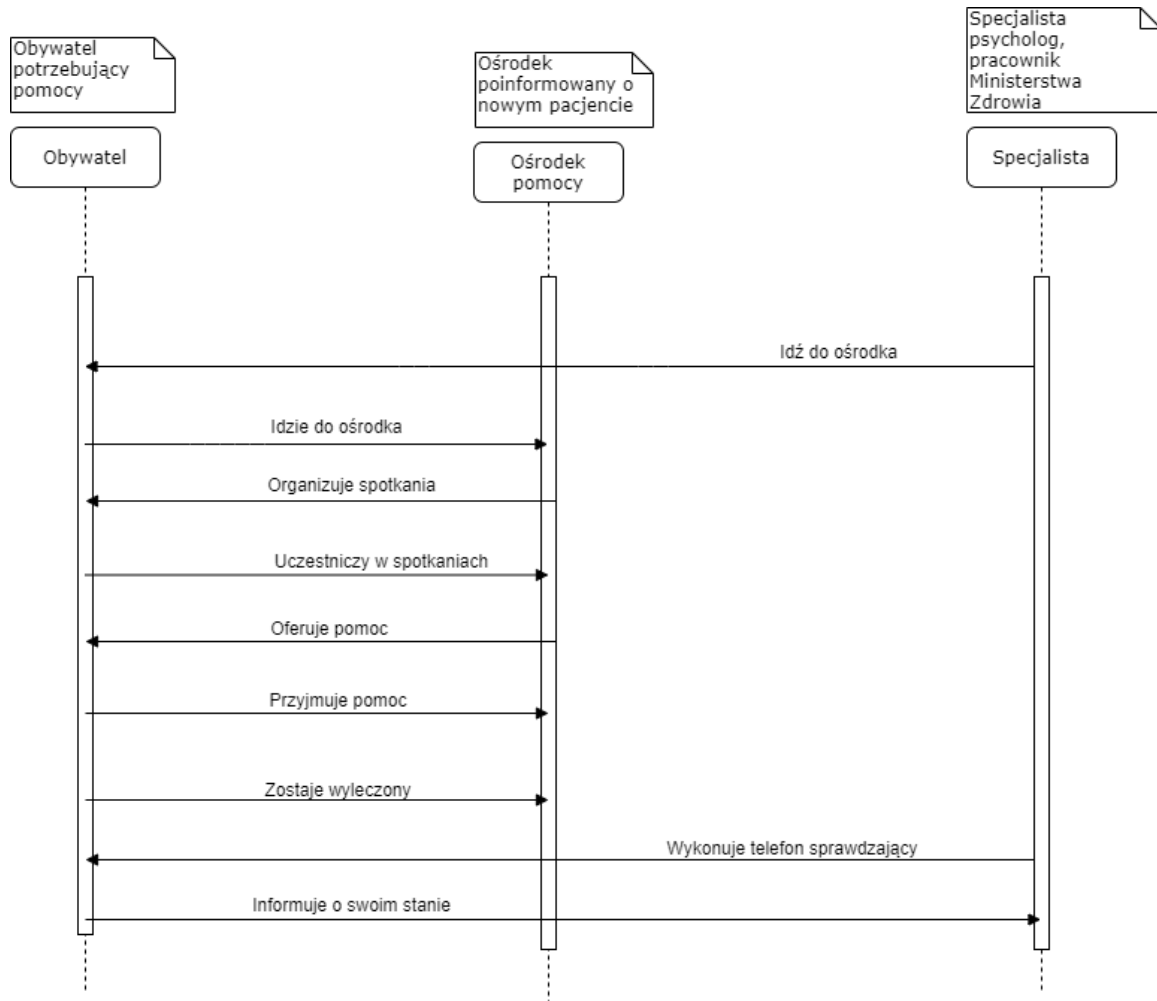 Obywatel
potrzebujący
pomocy
Ośrodek
poinformowany o
nowym pacjencie
Specjalista
psycholog,
pracownik
Ministerstwa
Zdrowia
Obywatel
Ośrodek
pomocy
Specjalista
Idź do ośrodka
Idzie do ośrodka
Organizuje spotkania
Uczestniczy w spotkaniach
Oferuje pomoc
Przyjmuje pomoc
Zostaje wyleczony
Wykonuje telefon sprawdzający
Informuje o swoim stanie